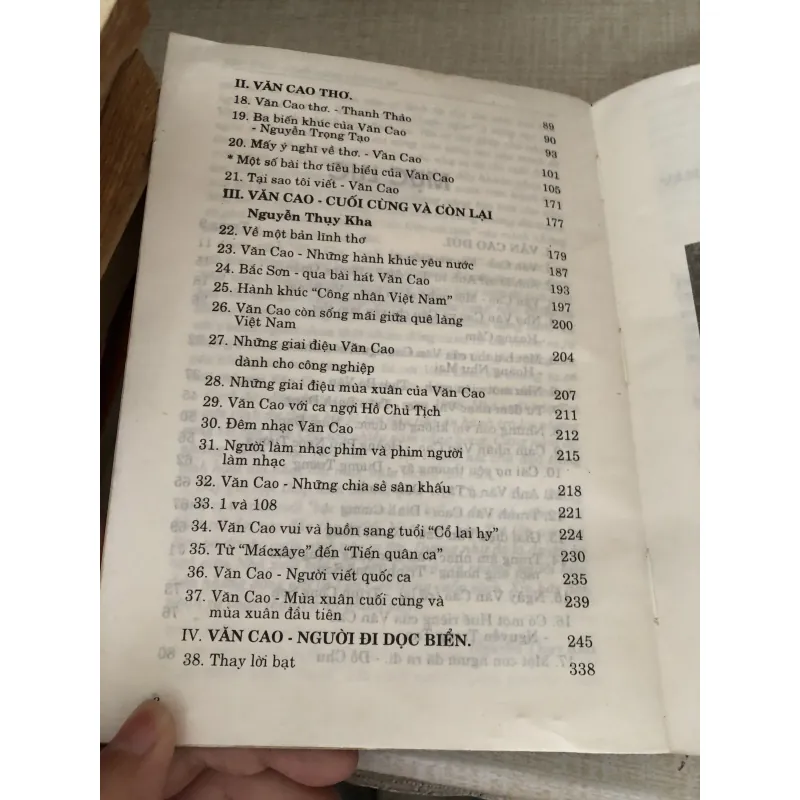 II. VĂN CAO THƠ. 89
18. Văn Cao thơ. - Thanh Thảo 90
19. Ba biến khúc của Văn Cao
- Nguyễn Trọng Tạo 93
20. Mấy ý nghĩ về thơ. - Văn Cao 101
* Một số bài thơ tiêu biểu của Văn Cao 105
21. Tại sao tôi viết - Văn Cao 171
III. VĂN CAO - CUỐI CÙNG VÀ CÒN LẠI 177
Nguyễn Thụy Kha
22. Về một bản lĩnh thơ 179
23. Văn Cao - Những hành khúc yêu nước 187
24. Bắc Sơn - qua bài hát Văn Cao 193
25. Hành khúc “Công nhân Việt Nam” 197
26. Văn Cao còn sống mãi giữa quê làng 200
Việt Nam
27. Những giai điệu Văn Cao 204
dành cho công nghiệp
28. Những giai điệu mùa xuân của Văn Cao 207
29. Văn Cao với ca ngợi Hồ Chủ Tịch 211
30. Đêm nhạc Văn Cao 212
31. Người làm nhạc phim và phim người 215
làm nhạc
32. Văn Cao - Những chia sẻ sân khấu 218
33. 1 và 108 221
34. Văn Cao vui và buồn sang tuổi “Cổ lai hy” 224
35. Từ “Mácxâye” đến “Tiến quân ca” 230
36. Văn Cao - Người viết quốc ca 235
37. Văn Cao - Mùa xuân cuối cùng và 239
mùa xuân đầu tiên
IV. VĂN CAO - NGƯỜI ĐI DỌC BIỂN. 245
38. Thay lời bạt 338